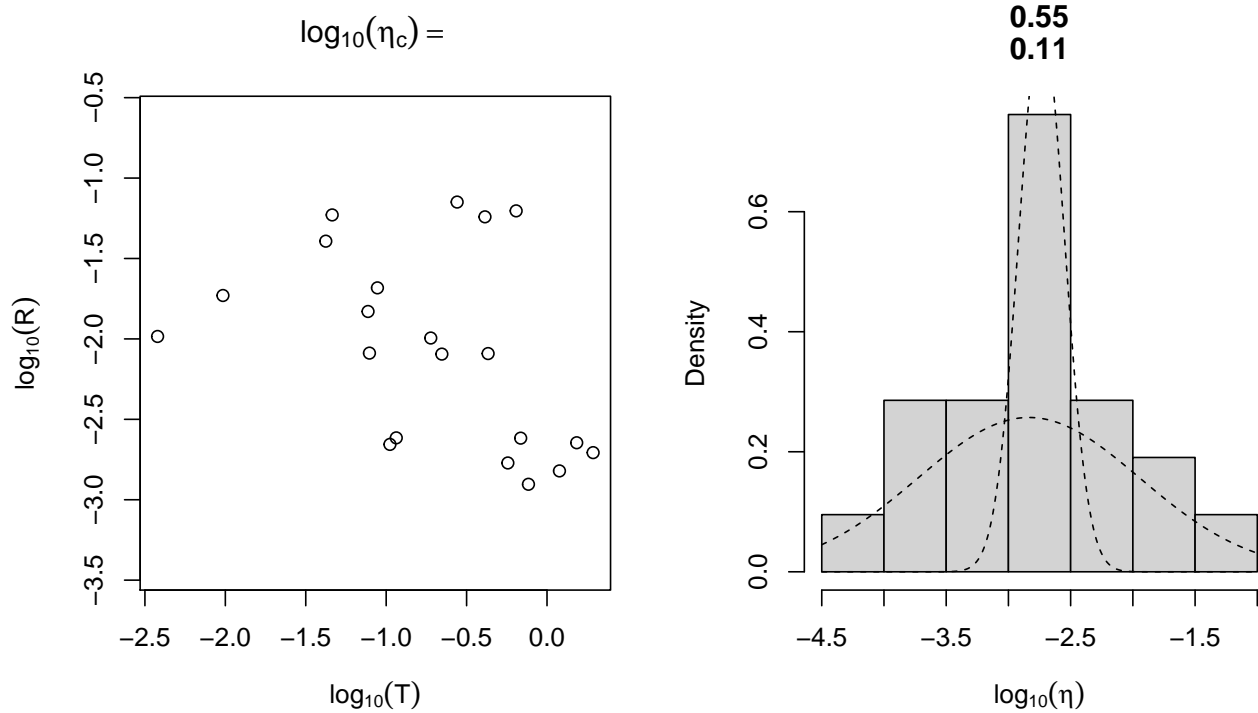 log₁₀(η_c) =
−0.5
−1.0
−1.5
−2.0
−2.5
−3.0
−3.5
log₁₀(R)
−2.5 −2.0 −1.5 −1.0 −0.5 0.0
log₁₀(T)
0.55
0.11
0.6
0.4
0.2
0.0
Density
−4.5 −3.5 −2.5 −1.5
log₁₀(η)